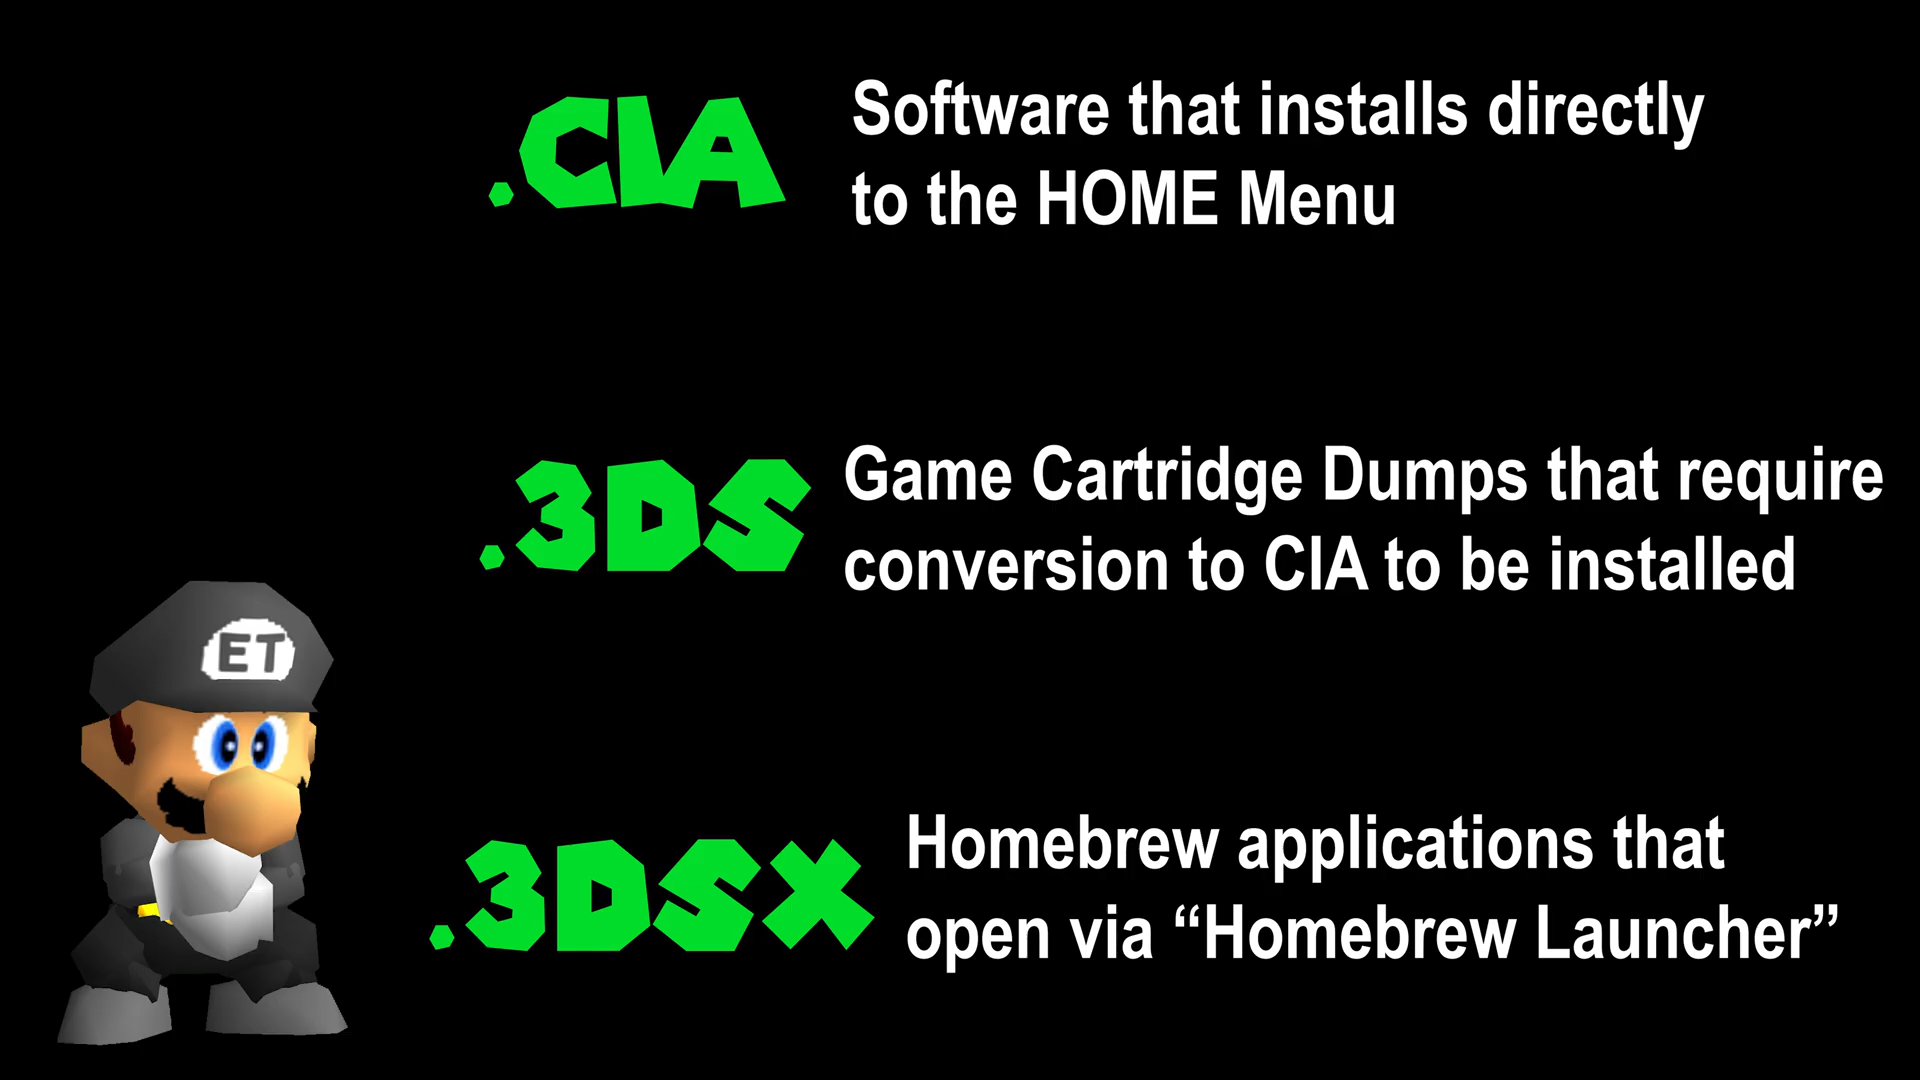 .CIA
Software that installs directly
to the HOME Menu
.3DS
Game Cartridge Dumps that require
conversion to CIA to be installed
ET
.3DSX
Homebrew applications that
open via “Homebrew Launcher”